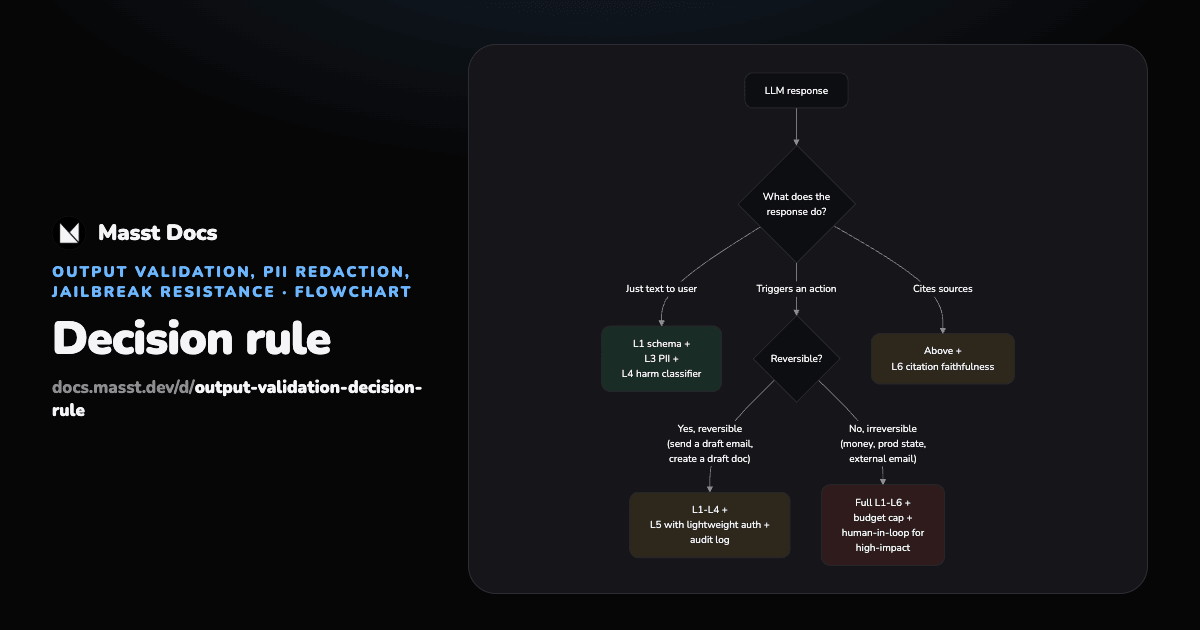 Masst Docs
OUTPUT VALIDATION, PII REDACTION,
JAILBREAK RESISTANCE · FLOWCHART
Decision rule
docs.masst.dev/d/output-validation-decision-
rule
LLM response
What does the
response do?
Just text to user
Triggers an action
Cites sources
L1 schema +
L3 PII +
L4 harm classifier
Reversible?
Above +
L6 citation faithfulness
Yes, reversible
(send a draft email,
create a draft doc)
No, irreversible
(money, prod state,
external email)
L1-L4 +
L5 with lightweight auth +
audit log
Full L1-L6 +
budget cap +
human-in-loop for
high-impact